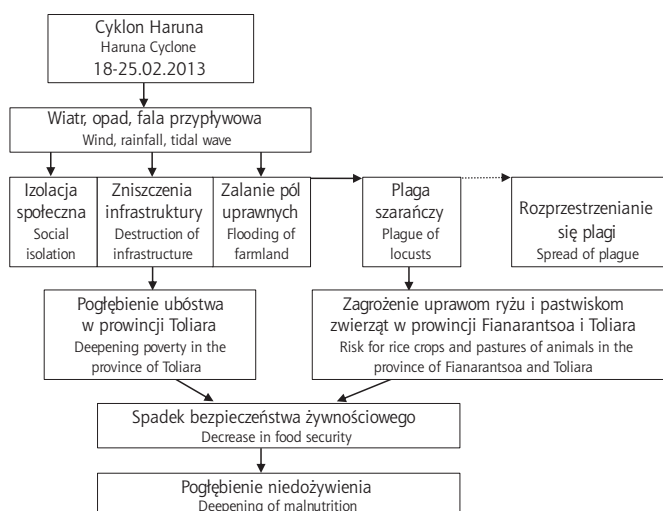 Cyklon Haruna
Haruna Cyclone
18-25.02.2013
Wiatr, opad, fala przypływowa
Wind, rainfall, tidal wave
Izolacja
społeczna
Social
isolation
Zniszczenia
infrastruktury
Destruction of
infrastructure
Zalanie pól
uprawnych
Flooding of
farmland
Plaga
szarańczy
Plague of
locusts
Rozprzestrzenianie
się plagi
Spread of plague
Pogłębienie ubóstwa
w prowincji Toliara
Deepening poverty in the
province of Toliara
Zagrożenie uprawom ryżu i pastwiskom
zwierząt w prowincji Fianarantsoa i Toliara
Risk for rice crops and pastures of animals in the
province of Fianarantsoa and Toliara
Spadek bezpieczeństwa żywnościowego
Decrease in food security
Pogłębienie niedożywienia
Deepening of malnutrition